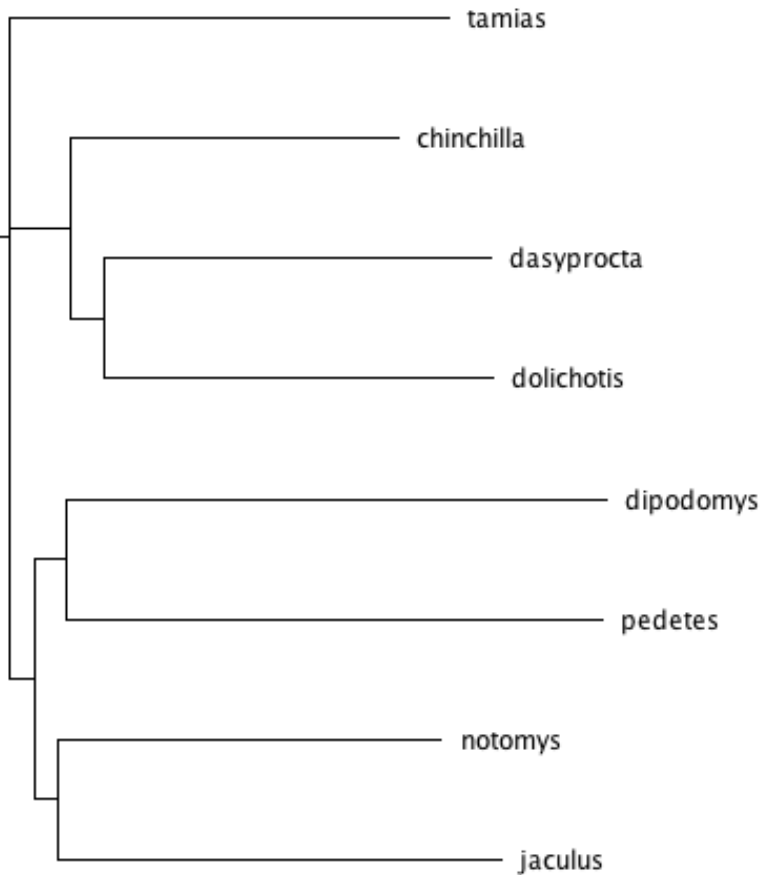 tamias
chinchilla
dasyprocta
dolichotis
dipodomys
pedetes
notomys
jaculus